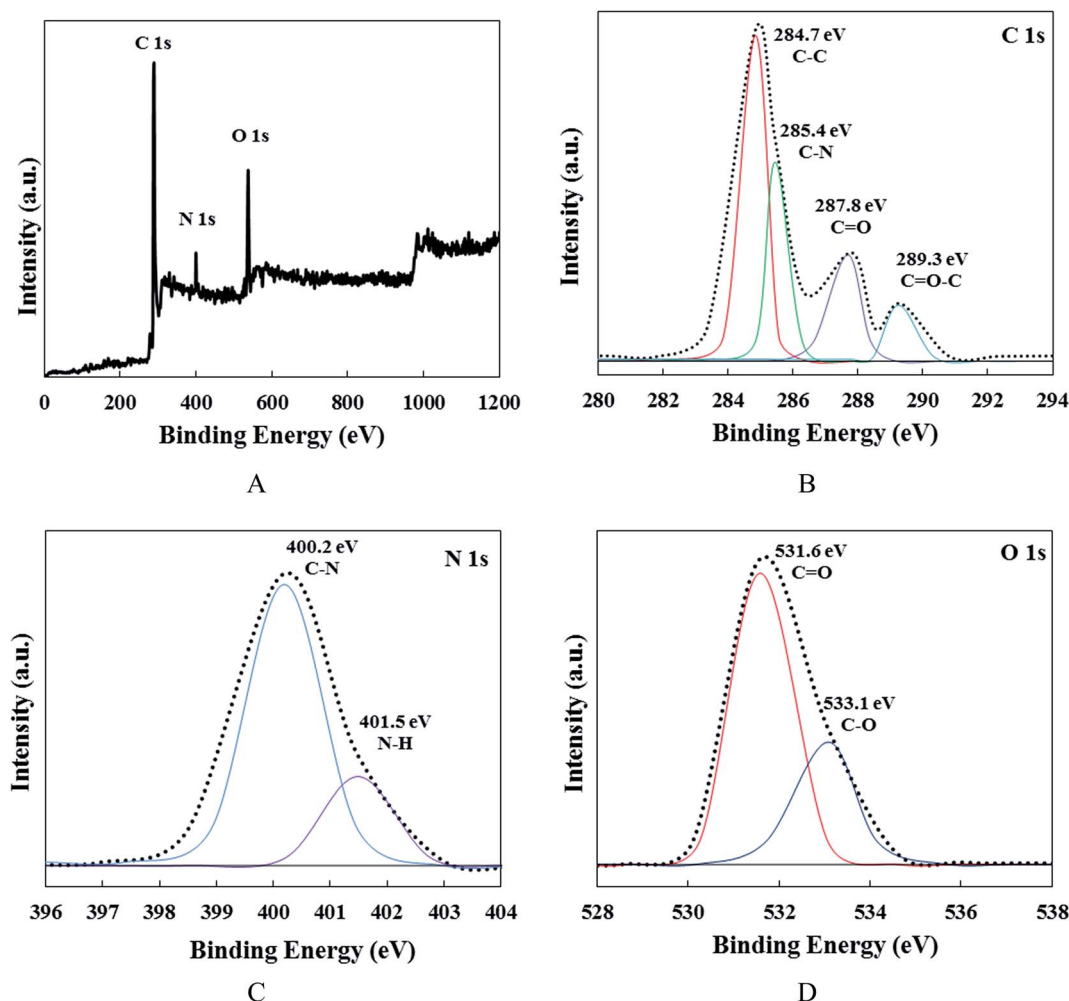 C 1s
O 1s
N 1s
Intensity (a.u.)
0 200 400 600 800 1000 1200
Binding Energy (eV)
A
C 1s
284.7 eV
C-C
285.4 eV
C-N
287.8 eV
C=O
289.3 eV
C=O-C
Intensity (a.u.)
280 282 284 286 288 290 292 294
Binding Energy (eV)
B
N 1s
400.2 eV
C-N
401.5 eV
N-H
Intensity (a.u.)
396 397 398 399 400 401 402 403 404
Binding Energy (eV)
C
O 1s
531.6 eV
C=O
533.1 eV
C-O
Intensity (a.u.)
528 530 532 534 536 538
Binding Energy (eV)
D